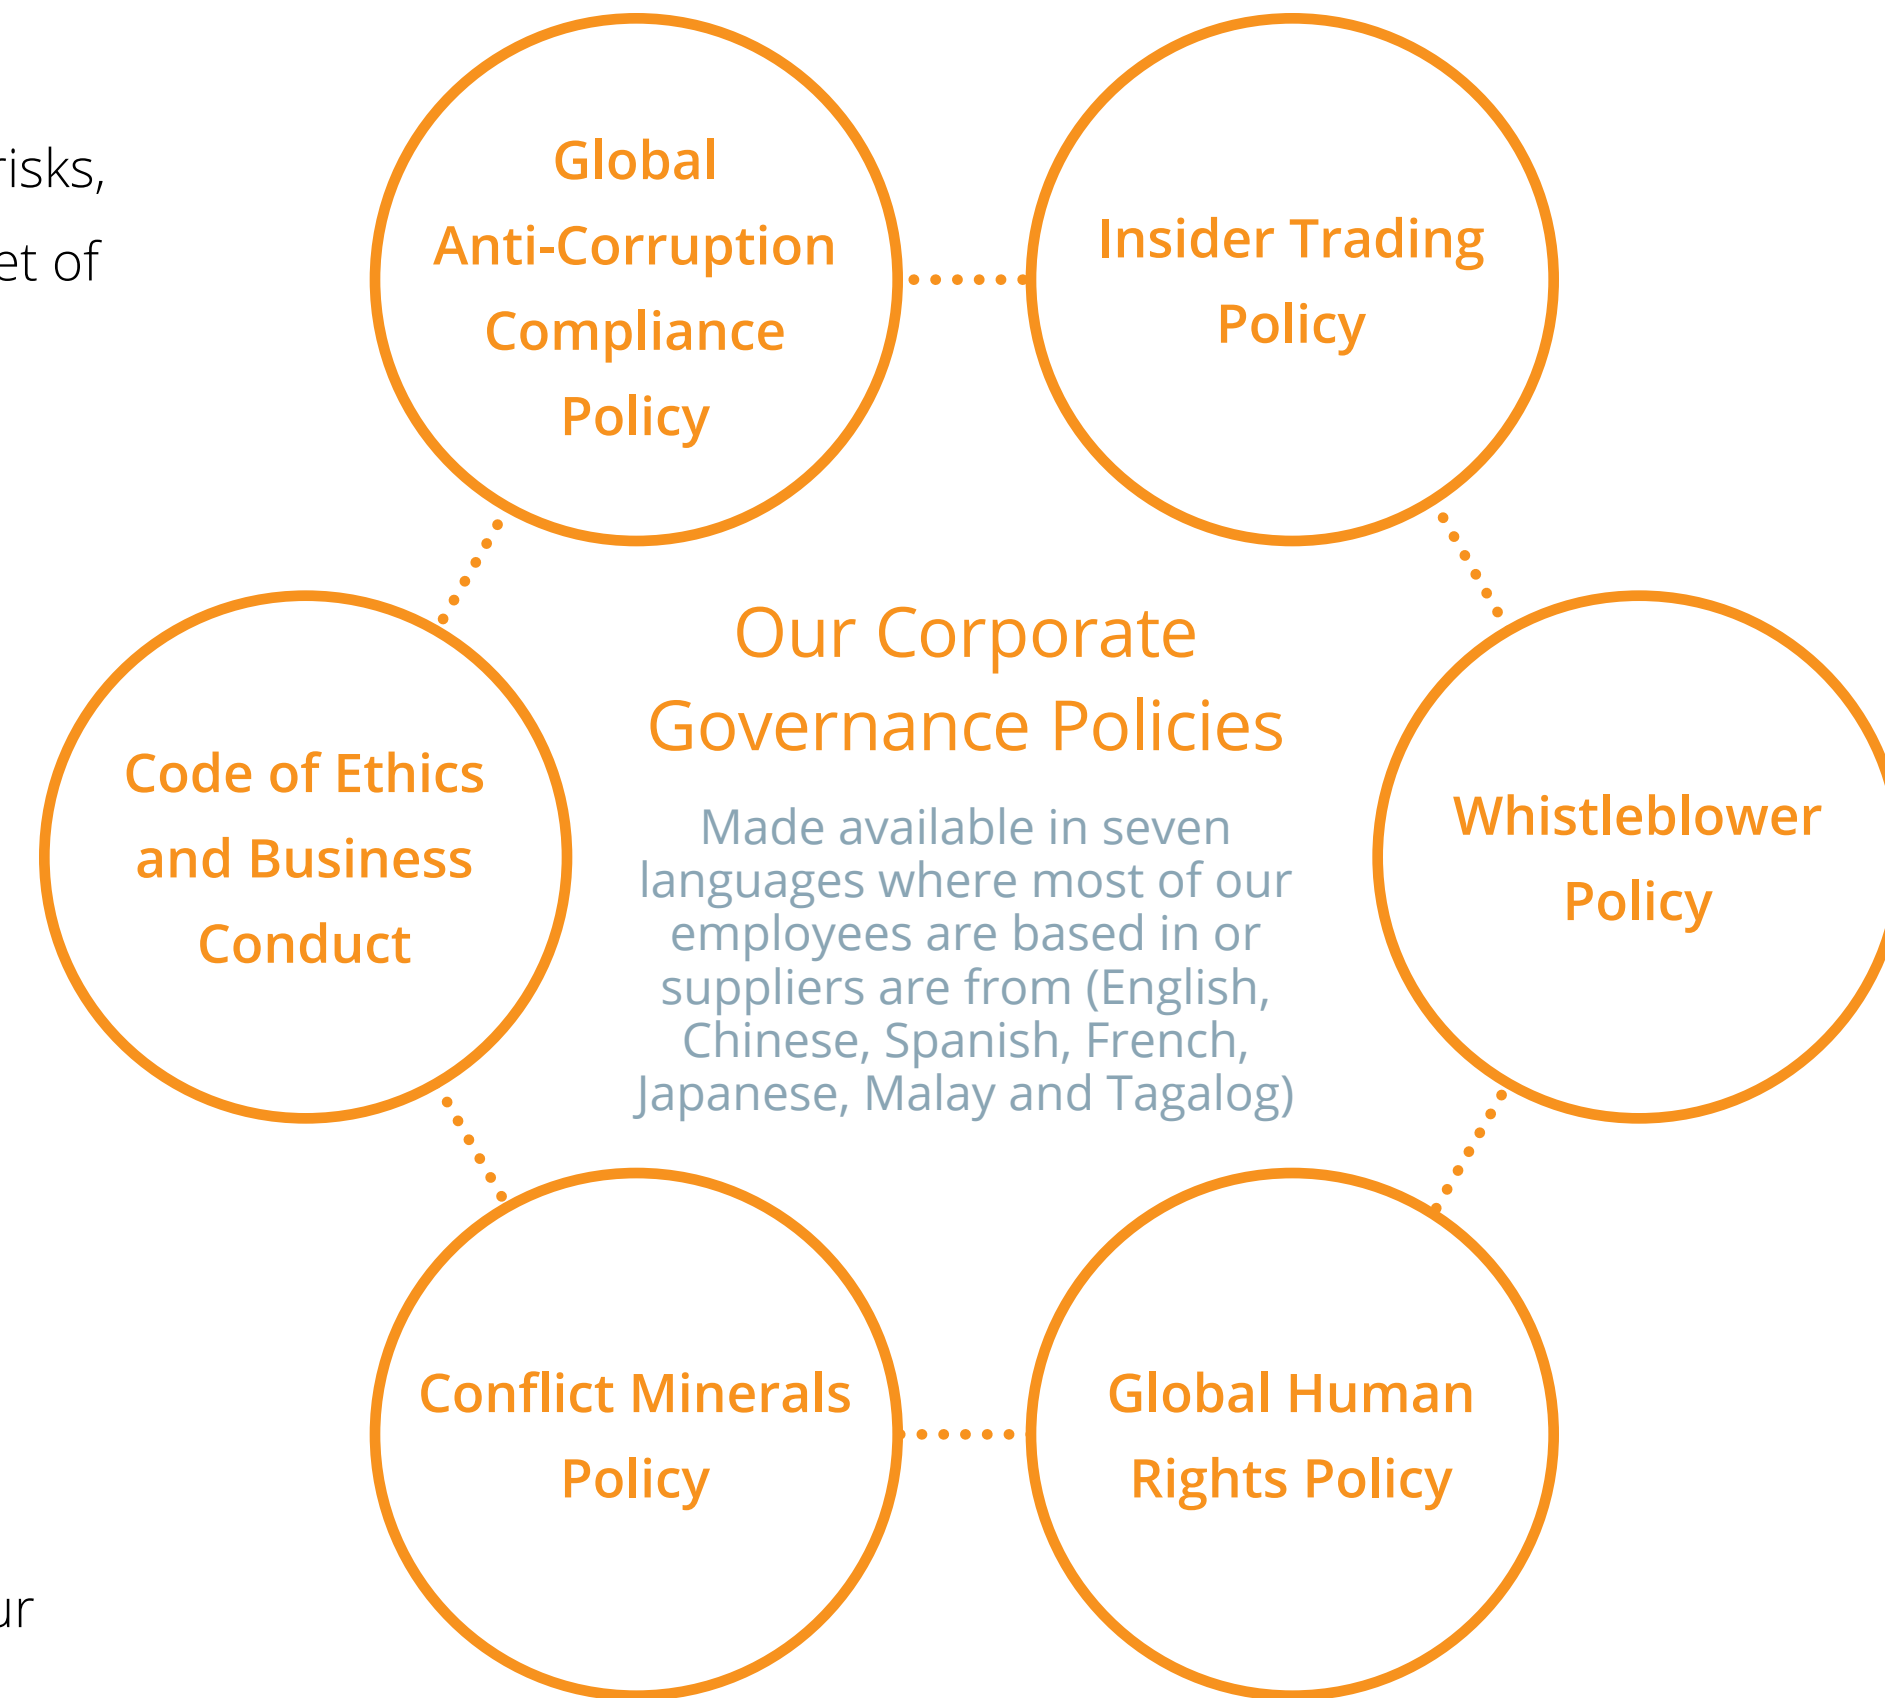 risks,
et of
Global
Anti-Corruption
Compliance
Policy
Insider Trading
Policy
Our Corporate
Governance Policies
Made available in seven
languages where most of our
employees are based in or
suppliers are from (English,
Chinese, Spanish, French,
Japanese, Malay and Tagalog)
Code of Ethics
and Business
Conduct
Whistleblower
Policy
Conflict Minerals
Policy
Global Human
Rights Policy
ur